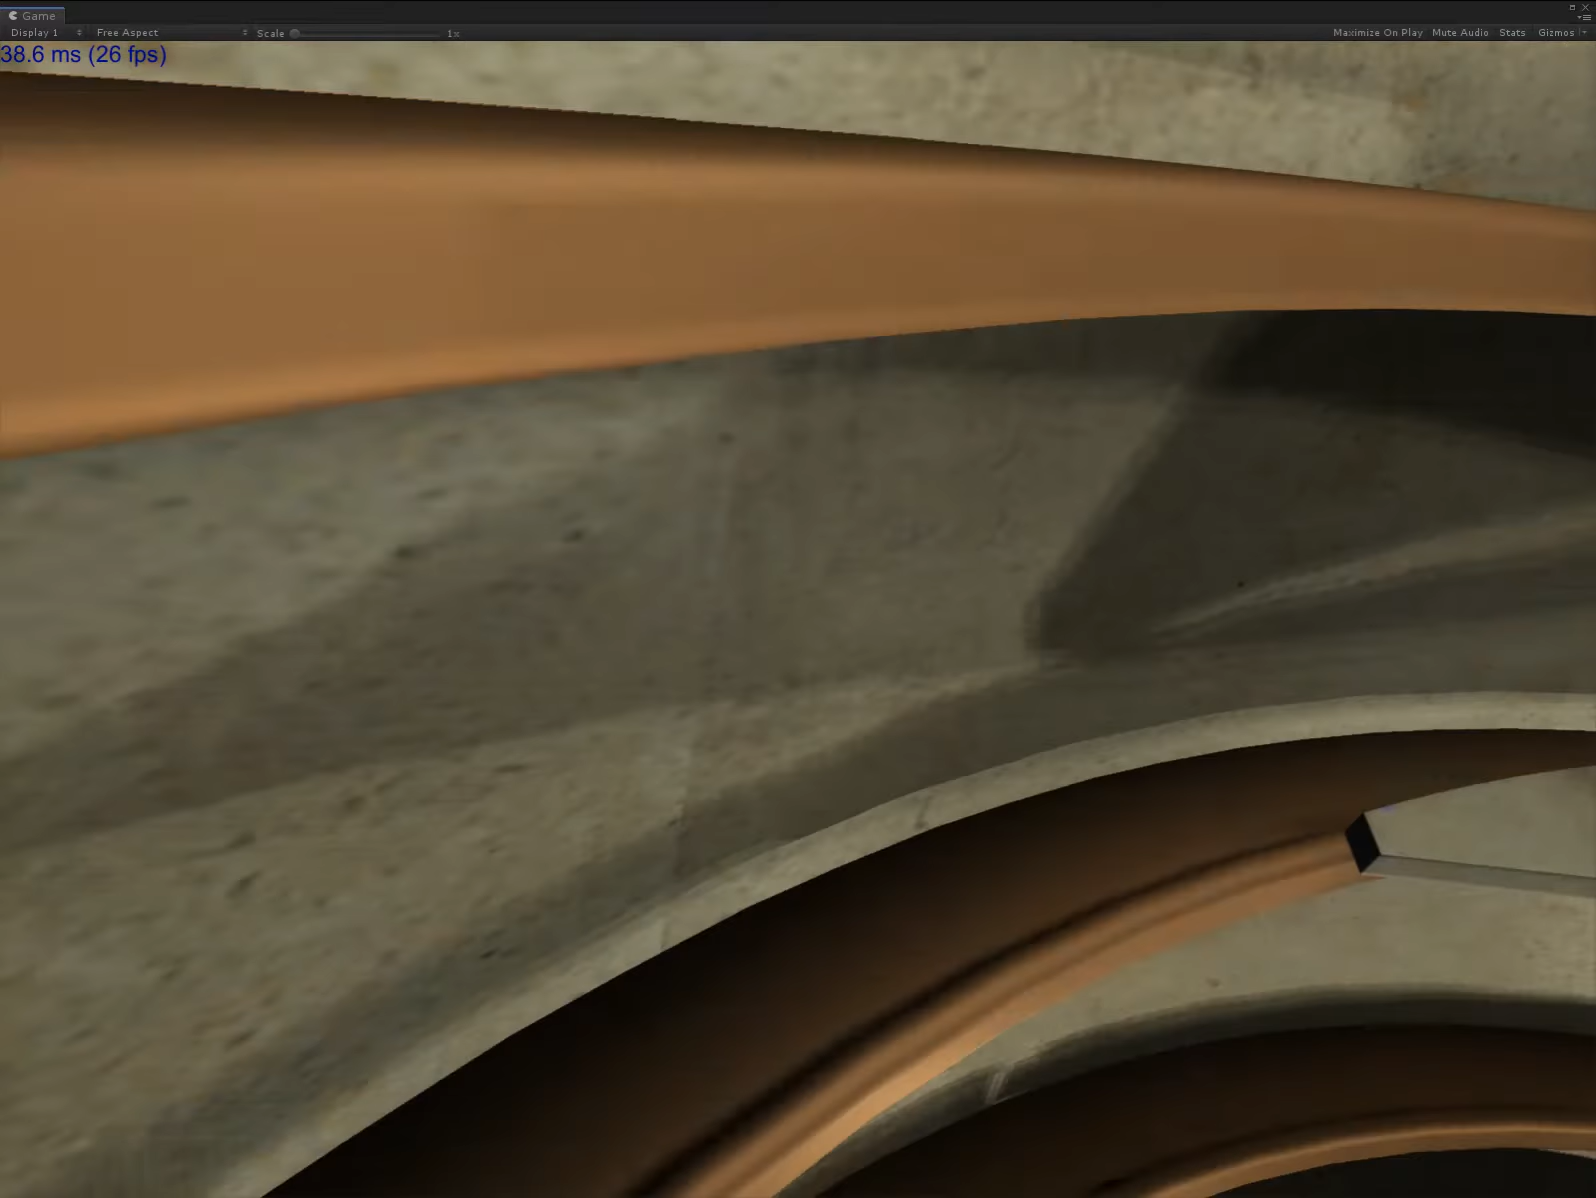 Game
Display 1 Free Aspect Scale 1x Maximize On Play Mute Audio Stats Gizmos
38.6 ms (26 fps)